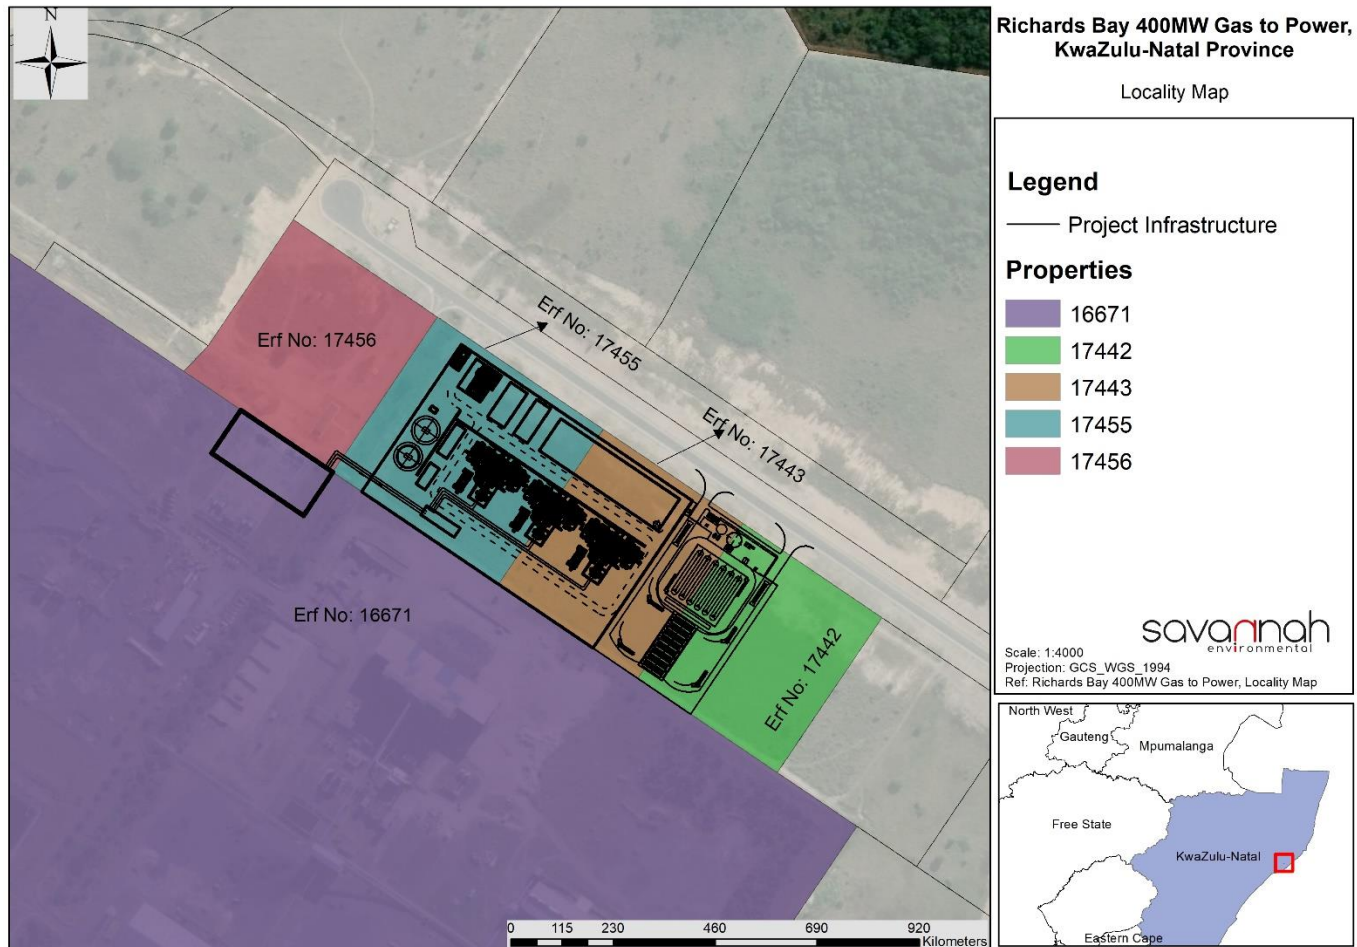 N
Erf No: 17456
Erf No: 17455
Erf No: 17443
Erf No: 16671
Erf No: 17442
0 115 230 460 690 920
Kilometers
Richards Bay 400MW Gas to Power,
KwaZulu-Natal Province
Locality Map
Legend
Project Infrastructure
Properties
16671
17442
17443
17455
17456
savannah
environmental
Scale: 1:4000
Projection: GCS_WGS_1994
Ref: Richards Bay 400MW Gas to Power, Locality Map
North West
Gauteng
Mpumalanga
Free State
KwaZulu-Natal
Eastern Cape